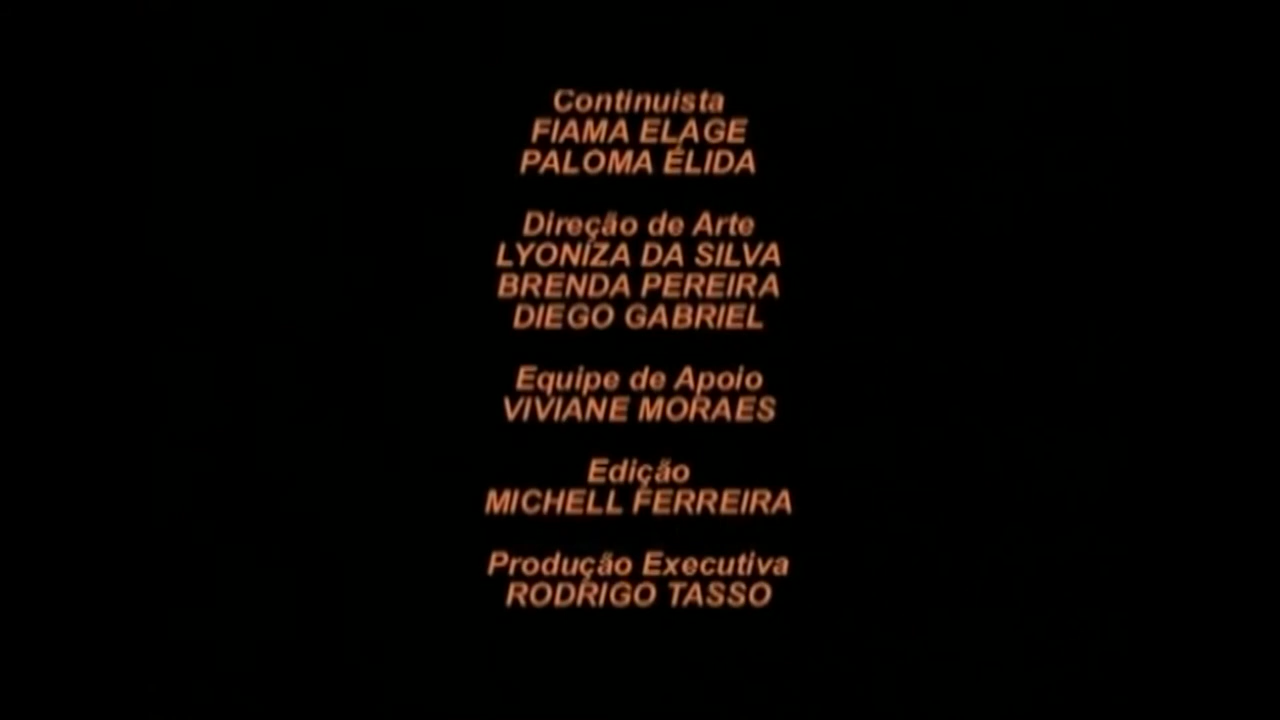 Continuista
FIAMA ELAGE
PALOMA ÉLIDA
Direção de Arte
LYONIZA DA SILVA
BRENDA PEREIRA
DIEGO GABRIEL
Equipe de Apoio
VIVIANE MORAES
Edição
MICHELL FERREIRA
Produção Executiva
RODRIGO TASSO